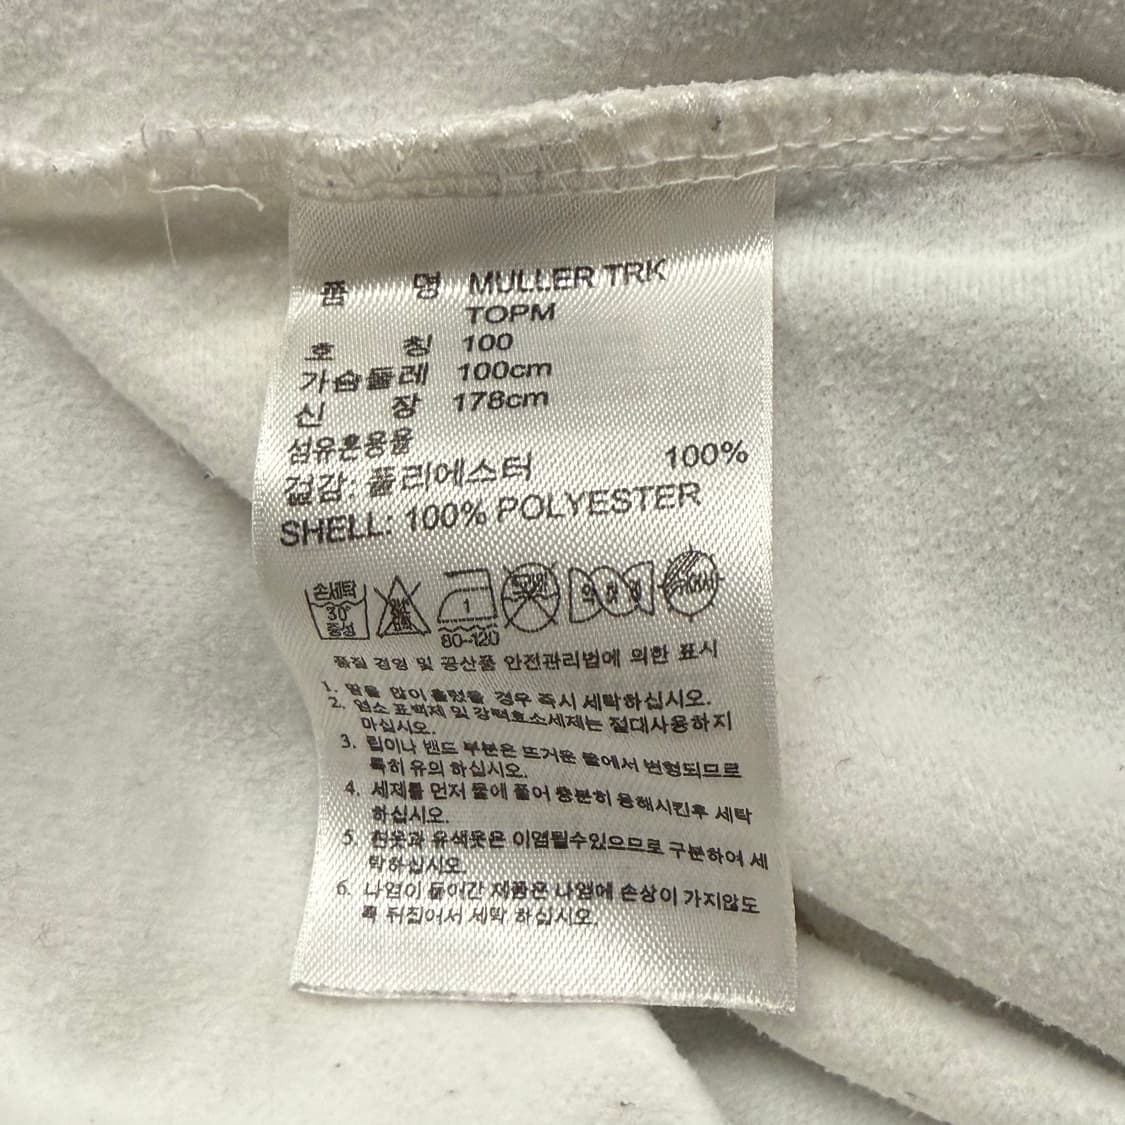 품 명 MULLER TRK
TOPM
호 칭 100
가슴둘레 100cm
신 장 178cm
섬유혼용율
겉감: 폴리에스터 100%
SHELL: 100% POLYESTER
손세탁
30°
중성
1
80-120
품질 경영 및 공산품 안전관리법에 의한 표시
1. 땀을 많이 흘렸을 경우 즉시 세탁하십시오.
2. 염소 표백제 및 강력효소세제는 절대사용하지
마십시오.
3. 립이나 밴드 부분은 뜨거운 물에서 변형되므로
특히 유의 하십시오.
4. 세제를 먼저 물에 풀어 충분히 용해시킨후 세탁
하십시오.
5. 흰옷과 유색옷은 이염될수있으므로 구분하여 세
탁하십시오.
6. 나염이 들어간 제품은 나염에 손상이 가지않도
록 뒤집어서 세탁 하십시오.